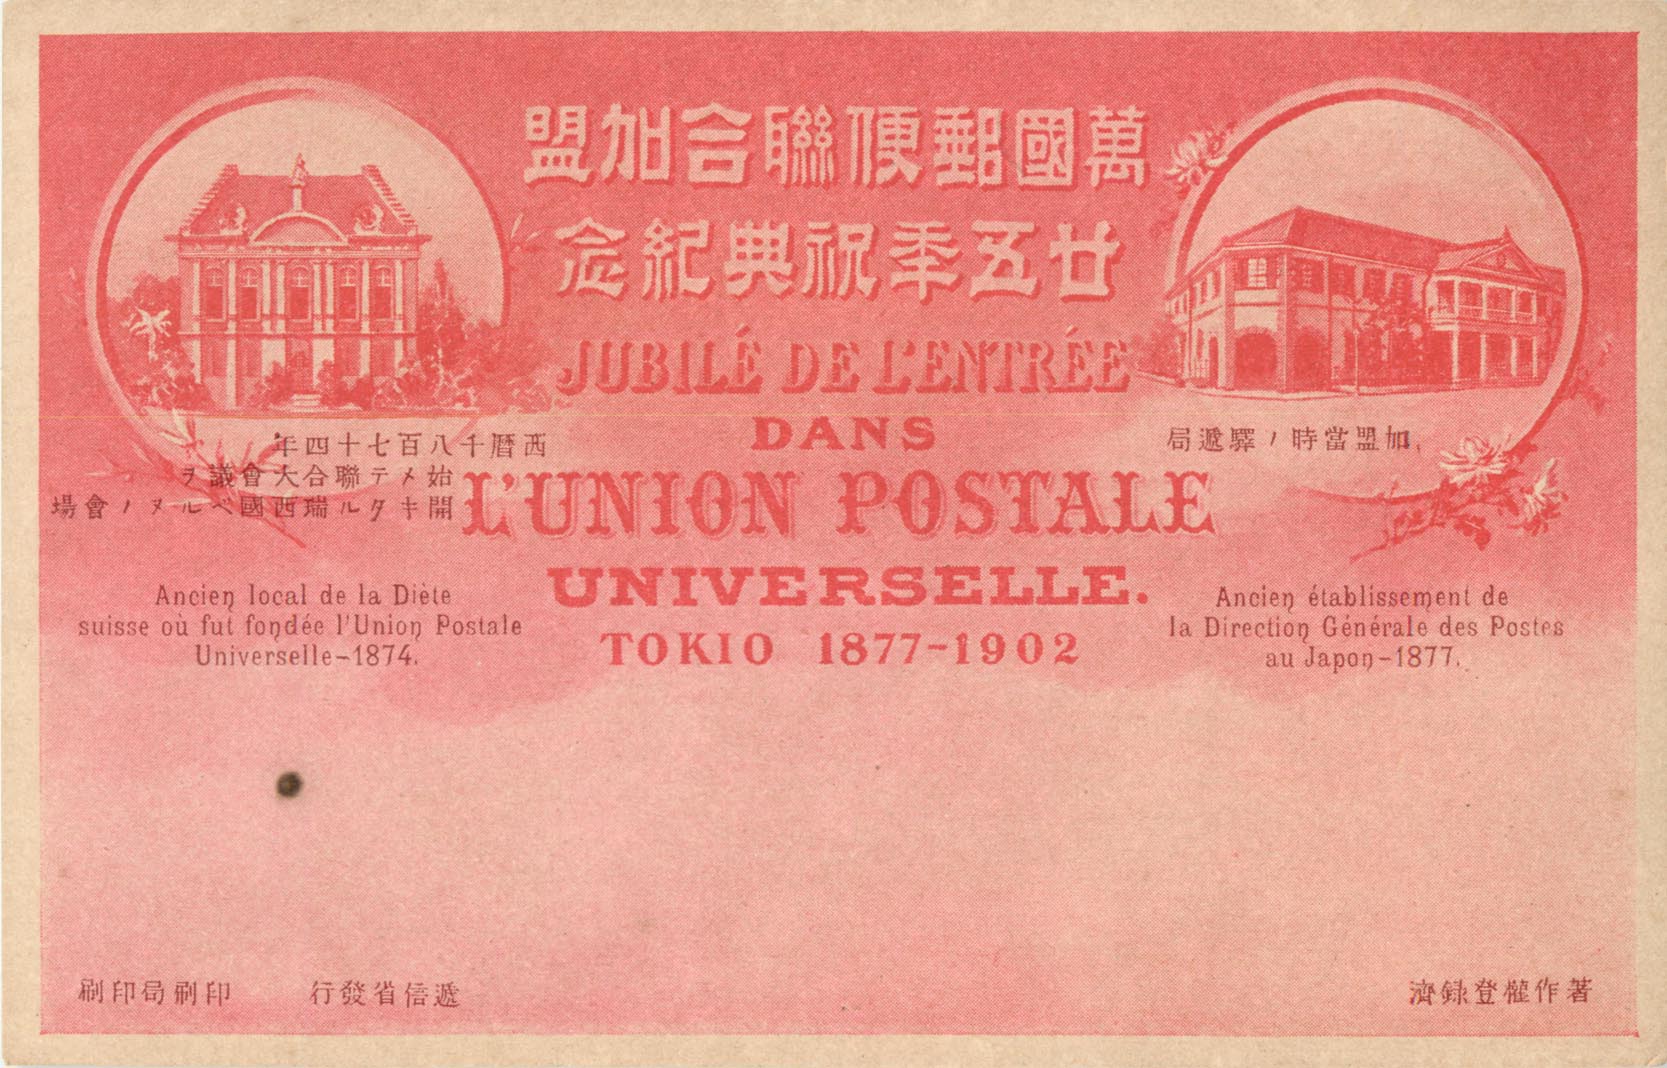 萬國郵便聯合加盟
廿五季祝典紀念
JUBILÉ DE L'ENTRÉE
DANS
L'UNION POSTALE
UNIVERSELLE.
TOKIO 1877-1902
西曆千八百七十四年
始メテ聯合大會議ヲ
開キタル瑞西國ベルヌノ會場
Ancien local de la Diète
suisse où fut fondée l'Union Postale
Universelle-1874.
加盟當時ノ驛遞局
Ancien établissement de
la Direction Générale des Postes
au Japon-1877.
著作權登錄濟
遞信省發行
印刷局印刷